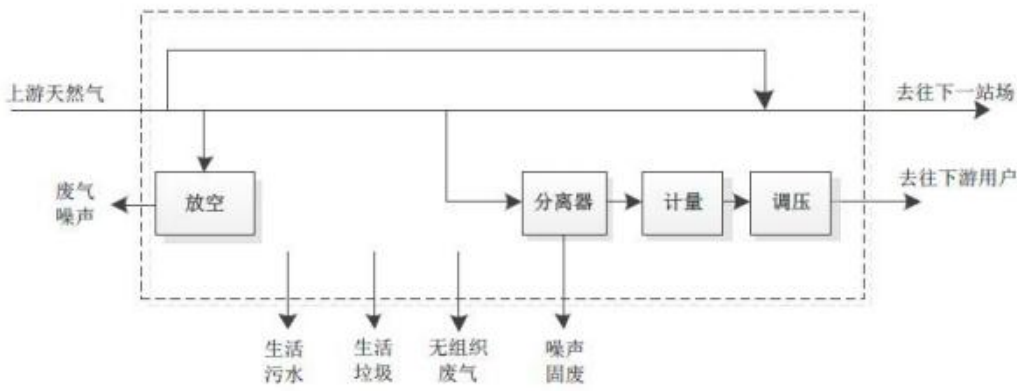 上游天然气
去往下一站场
废气
噪声
放空
分离器
计量
调压
去往下游用户
生活
污水
生活
垃圾
无组织
废气
噪声
固废